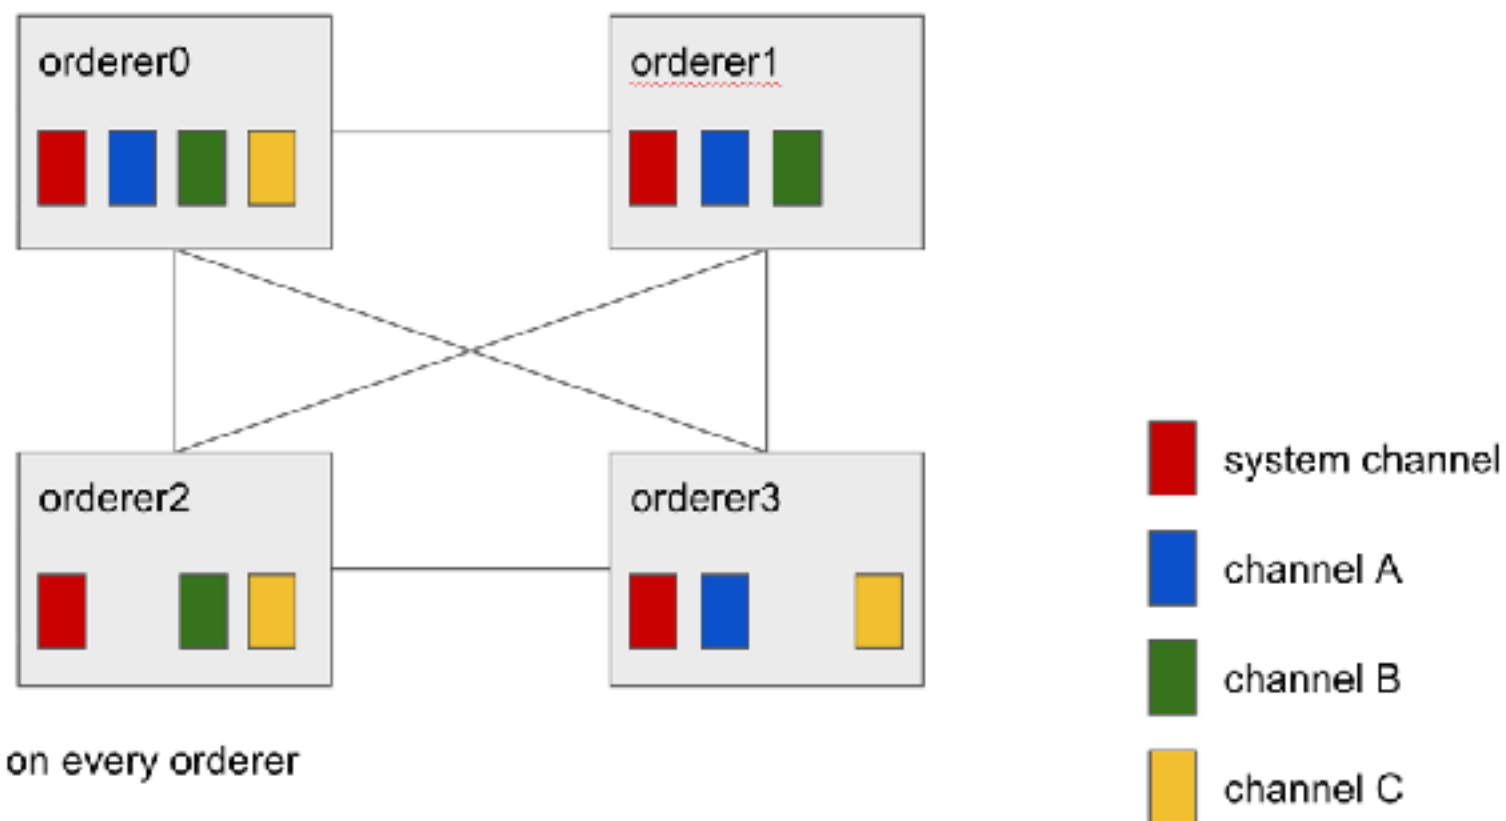 orderer0
orderer1
orderer2
orderer3
system channel
channel A
channel B
channel C
on every orderer